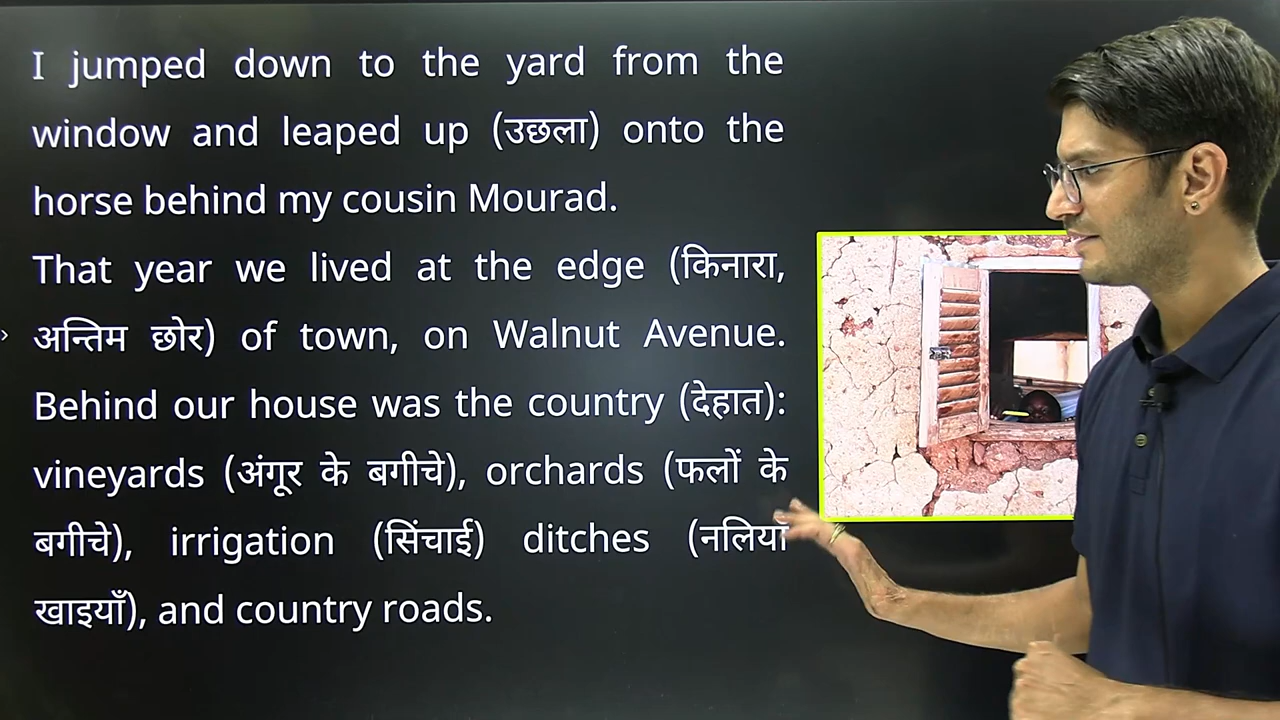 I jumped down to the yard from the
window and leaped up (उछला) onto the
horse behind my cousin Mourad.
That year we lived at the edge (किनारा,
अन्तिम छोर) of town, on Walnut Avenue.
Behind our house was the country (देहात):
vineyards (अंगूर के बगीचे), orchards (फलों के
बगीचे), irrigation (सिंचाई) ditches (नलियाँ
खाइयाँ), and country roads.